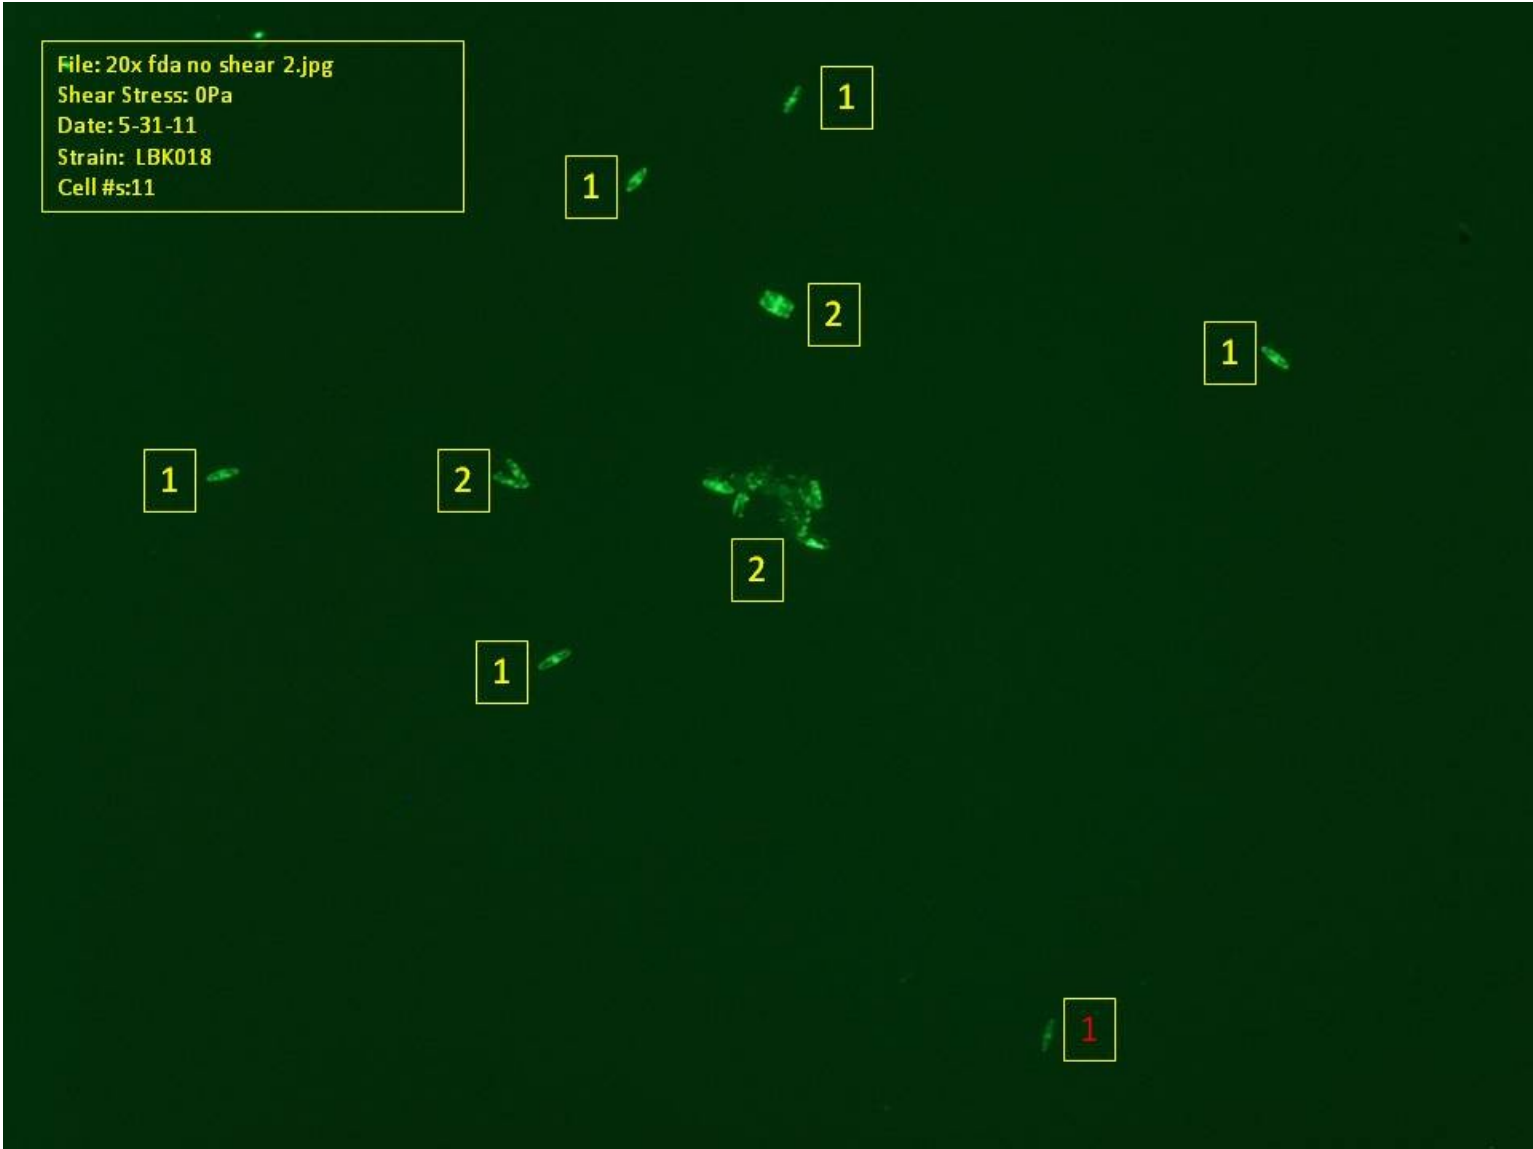 File: 20x fda no shear 2.jpg
Shear Stress: 0Pa
Date: 5-31-11
Strain: LBK018
Cell #s:11
1
1
2
1
1
2
2
1
1